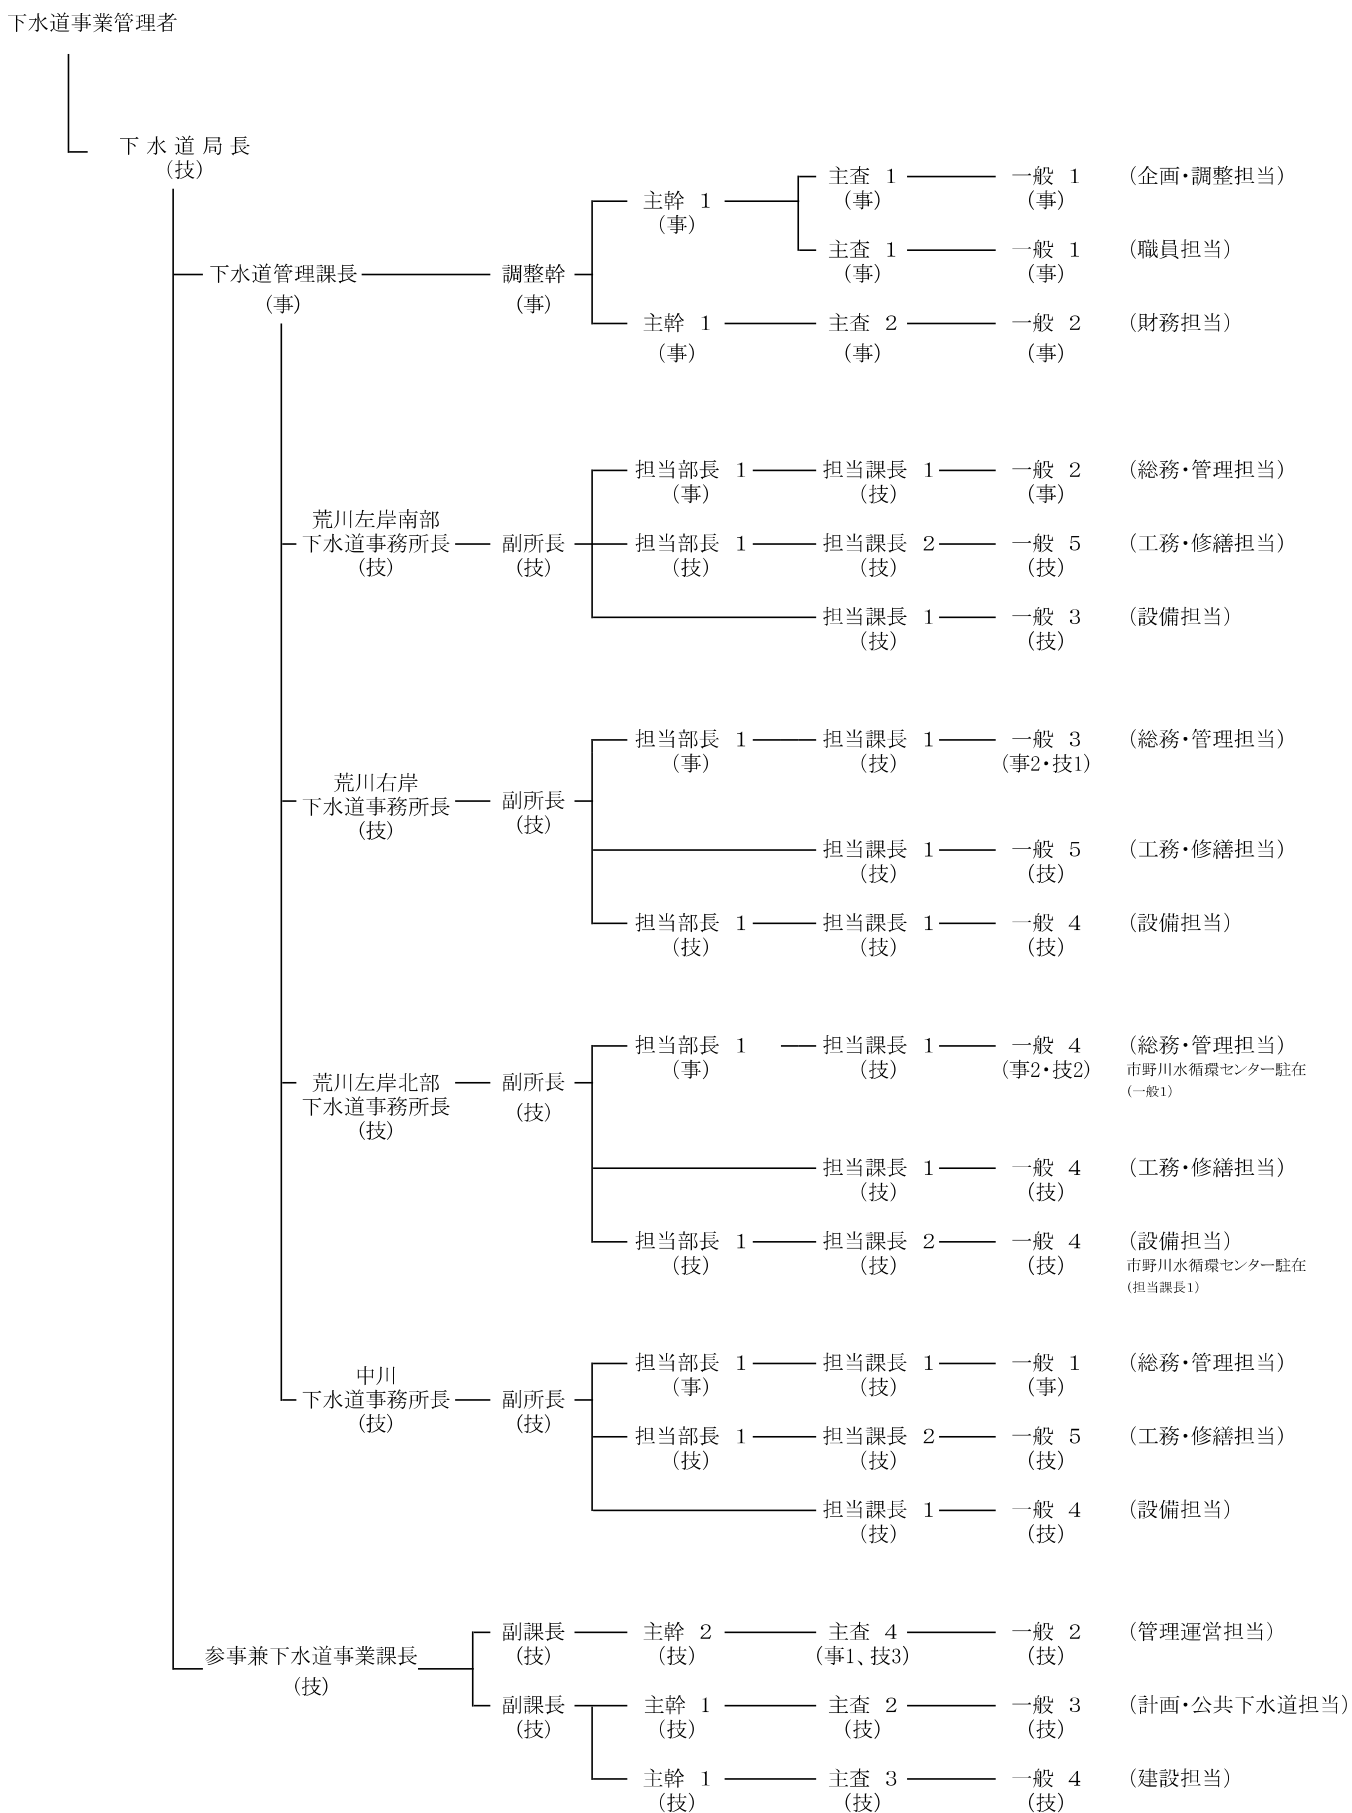 下水道事業管理者
下水道局長
（技）
主査 1 一般 1 （企画・調整担当）
主幹 1 （事） （事）
（事）
主査 1 一般 1 （職員担当）
下水道管理課長 調整幹 （事） （事）
（事） （事）
主幹 1 主査 2 一般 2 （財務担当）
（事） （事） （事）
担当部長 1 担当課長 1 一般 2 （総務・管理担当）
（事） （技） （事）
荒川左岸南部
下水道事務所長 副所長 担当部長 1 担当課長 2 一般 5 （工務・修繕担当）
（技） （技） （技） （技） （技）
担当課長 1 一般 3 （設備担当）
（技） （技）
担当部長 1 担当課長 1 一般 3 （総務・管理担当）
（事） （技） （事2・技1）
荒川右岸
下水道事務所長 副所長
（技） （技）
担当課長 1 一般 5 （工務・修繕担当）
（技） （技）
担当部長 1 担当課長 1 一般 4 （設備担当）
（技） （技） （技）
担当部長 1 担当課長 1 一般 4 （総務・管理担当）
（事） （技） （事2・技2） 市野川水循環センター駐在
（一般1）
荒川左岸北部 副所長
下水道事務所長 （技）
（技）
担当課長 1 一般 4 （工務・修繕担当）
（技） （技）
担当部長 1 担当課長 2 一般 4 （設備担当）
（技） （技） （技） 市野川水循環センター駐在
（担当課長1）
担当部長 1 担当課長 1 一般 1 （総務・管理担当）
中川 （事） （技） （事）
下水道事務所長 副所長
（技） （技）
担当部長 1 担当課長 2 一般 5 （工務・修繕担当）
（技） （技） （技）
担当課長 1 一般 4 （設備担当）
（技） （技）
副課長 主幹 2 主査 4 一般 2 （管理運営担当）
参事兼下水道事業課長 （技） （技） （事1、技3） （技）
（技）
副課長 主幹 1 主査 2 一般 3 （計画・公共下水道担当）
（技） （技） （技） （技）
主幹 1 主査 3 一般 4 （建設担当）
（技） （技） （技）